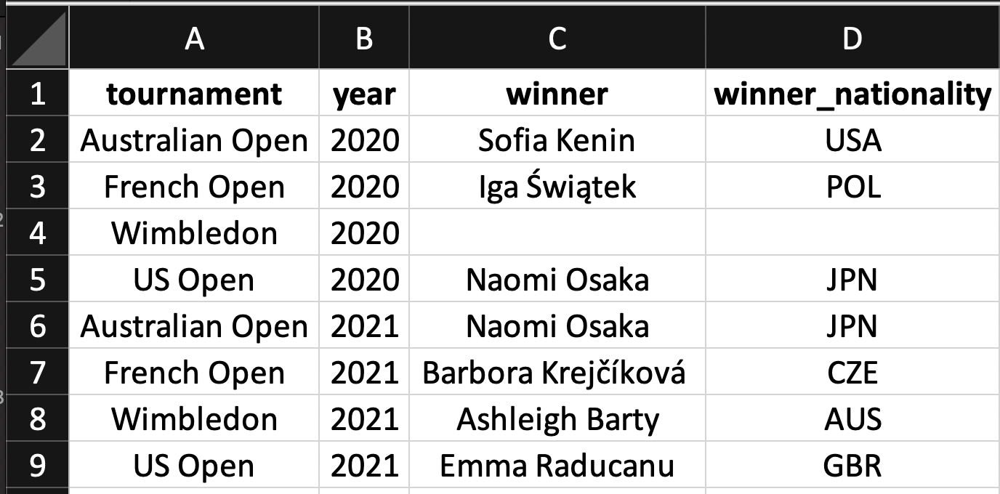 A B C D
1 tournament year winner winner_nationality
2 Australian Open 2020 Sofia Kenin USA
3 French Open 2020 Iga Świątek POL
4 Wimbledon 2020
5 US Open 2020 Naomi Osaka JPN
6 Australian Open 2021 Naomi Osaka JPN
7 French Open 2021 Barbora Krejčíková CZE
8 Wimbledon 2021 Ashleigh Barty AUS
9 US Open 2021 Emma Raducanu GBR